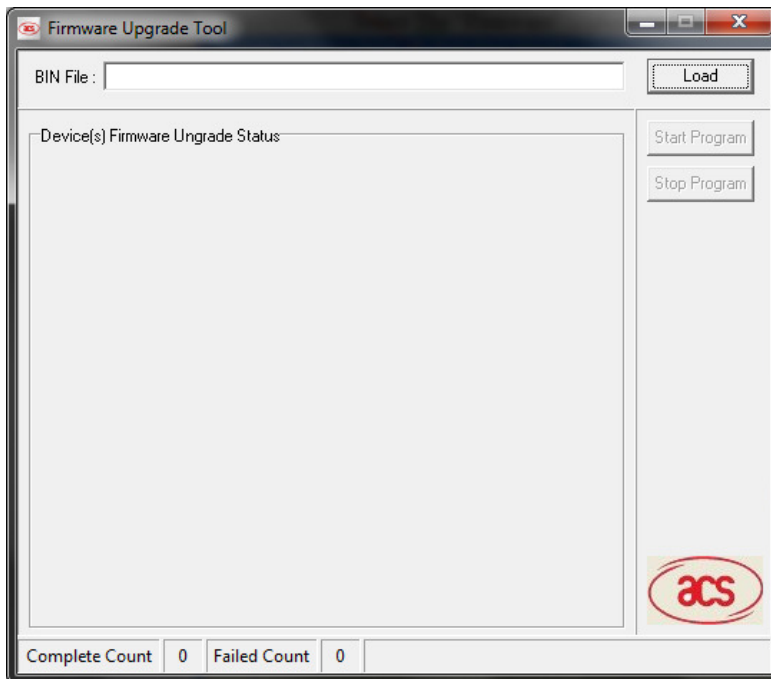 Firmware Upgrade Tool
BIN File :
Load
Device(s) Firmware Ungrade Status
Start Program
Stop Program
acs
Complete Count 0 Failed Count 0